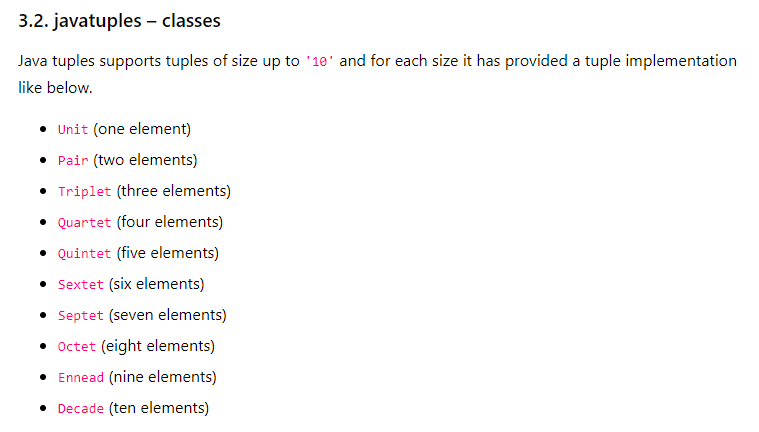 3.2. javatuples – classes
Java tuples supports tuples of size up to '10' and for each size it has provided a tuple implementation
like below.
• Unit (one element)
• Pair (two elements)
• Triplet (three elements)
• Quartet (four elements)
• Quintet (five elements)
• Sextet (six elements)
• Septet (seven elements)
• Octet (eight elements)
• Ennead (nine elements)
• Decade (ten elements)